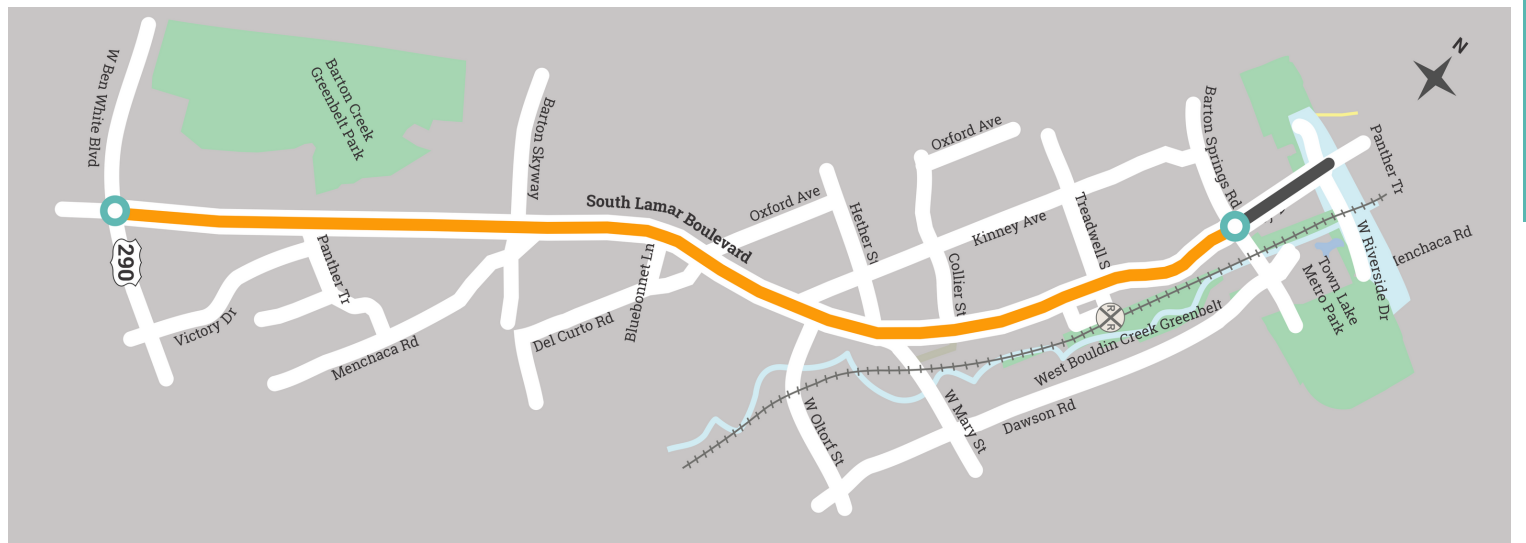 W Ben White Blvd
Barton Creek
Greenbelt Park
Barton Skyway
290
Panther Tr
Victory Dr
Menchaca Rd
South Lamar Boulevard
Bluebonnet Ln
Del Curto Rd
Oxford Ave
Hether St
Oxford Ave
Kinney Ave
Collier St
Treadwell S
Barton Springs Rd
N
Panther Tr
W Riverside Dr
lenchaca Rd
Town Lake
Metro Park
R R
R
West Bouldin Creek Greenbelt
Dawson Rd
W Mary St
W Oltorf St